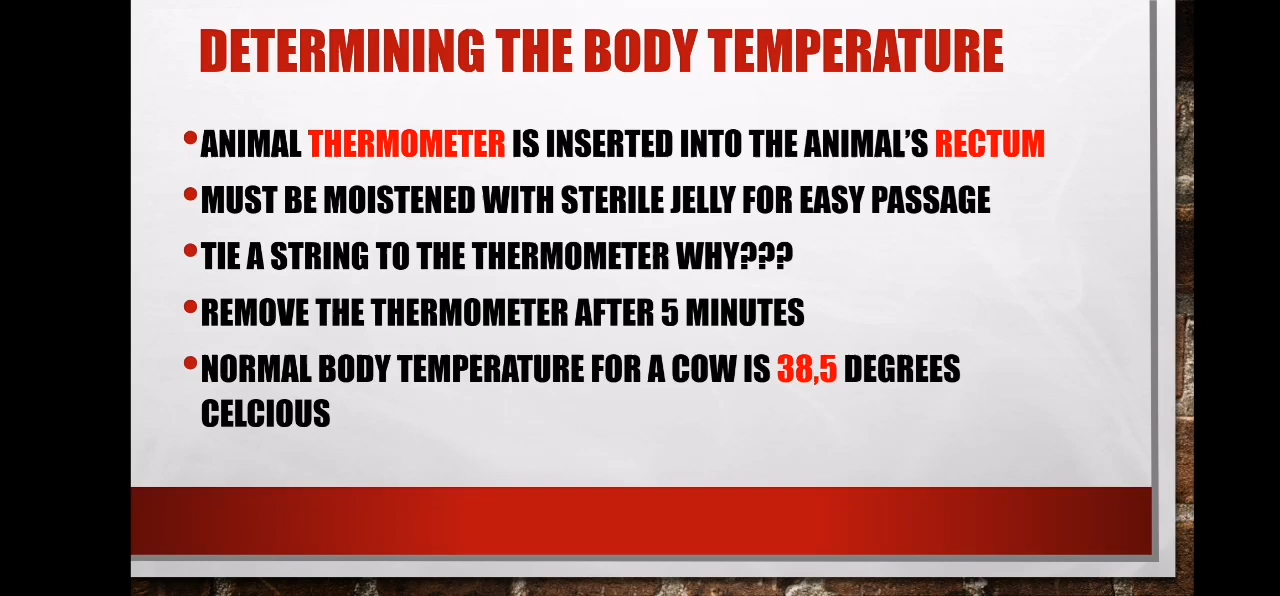 DETERMINING THE BODY TEMPERATURE
•ANIMAL THERMOMETER IS INSERTED INTO THE ANIMAL’S RECTUM
•MUST BE MOISTENED WITH STERILE JELLY FOR EASY PASSAGE
•TIE A STRING TO THE THERMOMETER WHY???
•REMOVE THE THERMOMETER AFTER 5 MINUTES
•NORMAL BODY TEMPERATURE FOR A COW IS 38,5 DEGREES
CELCIOUS